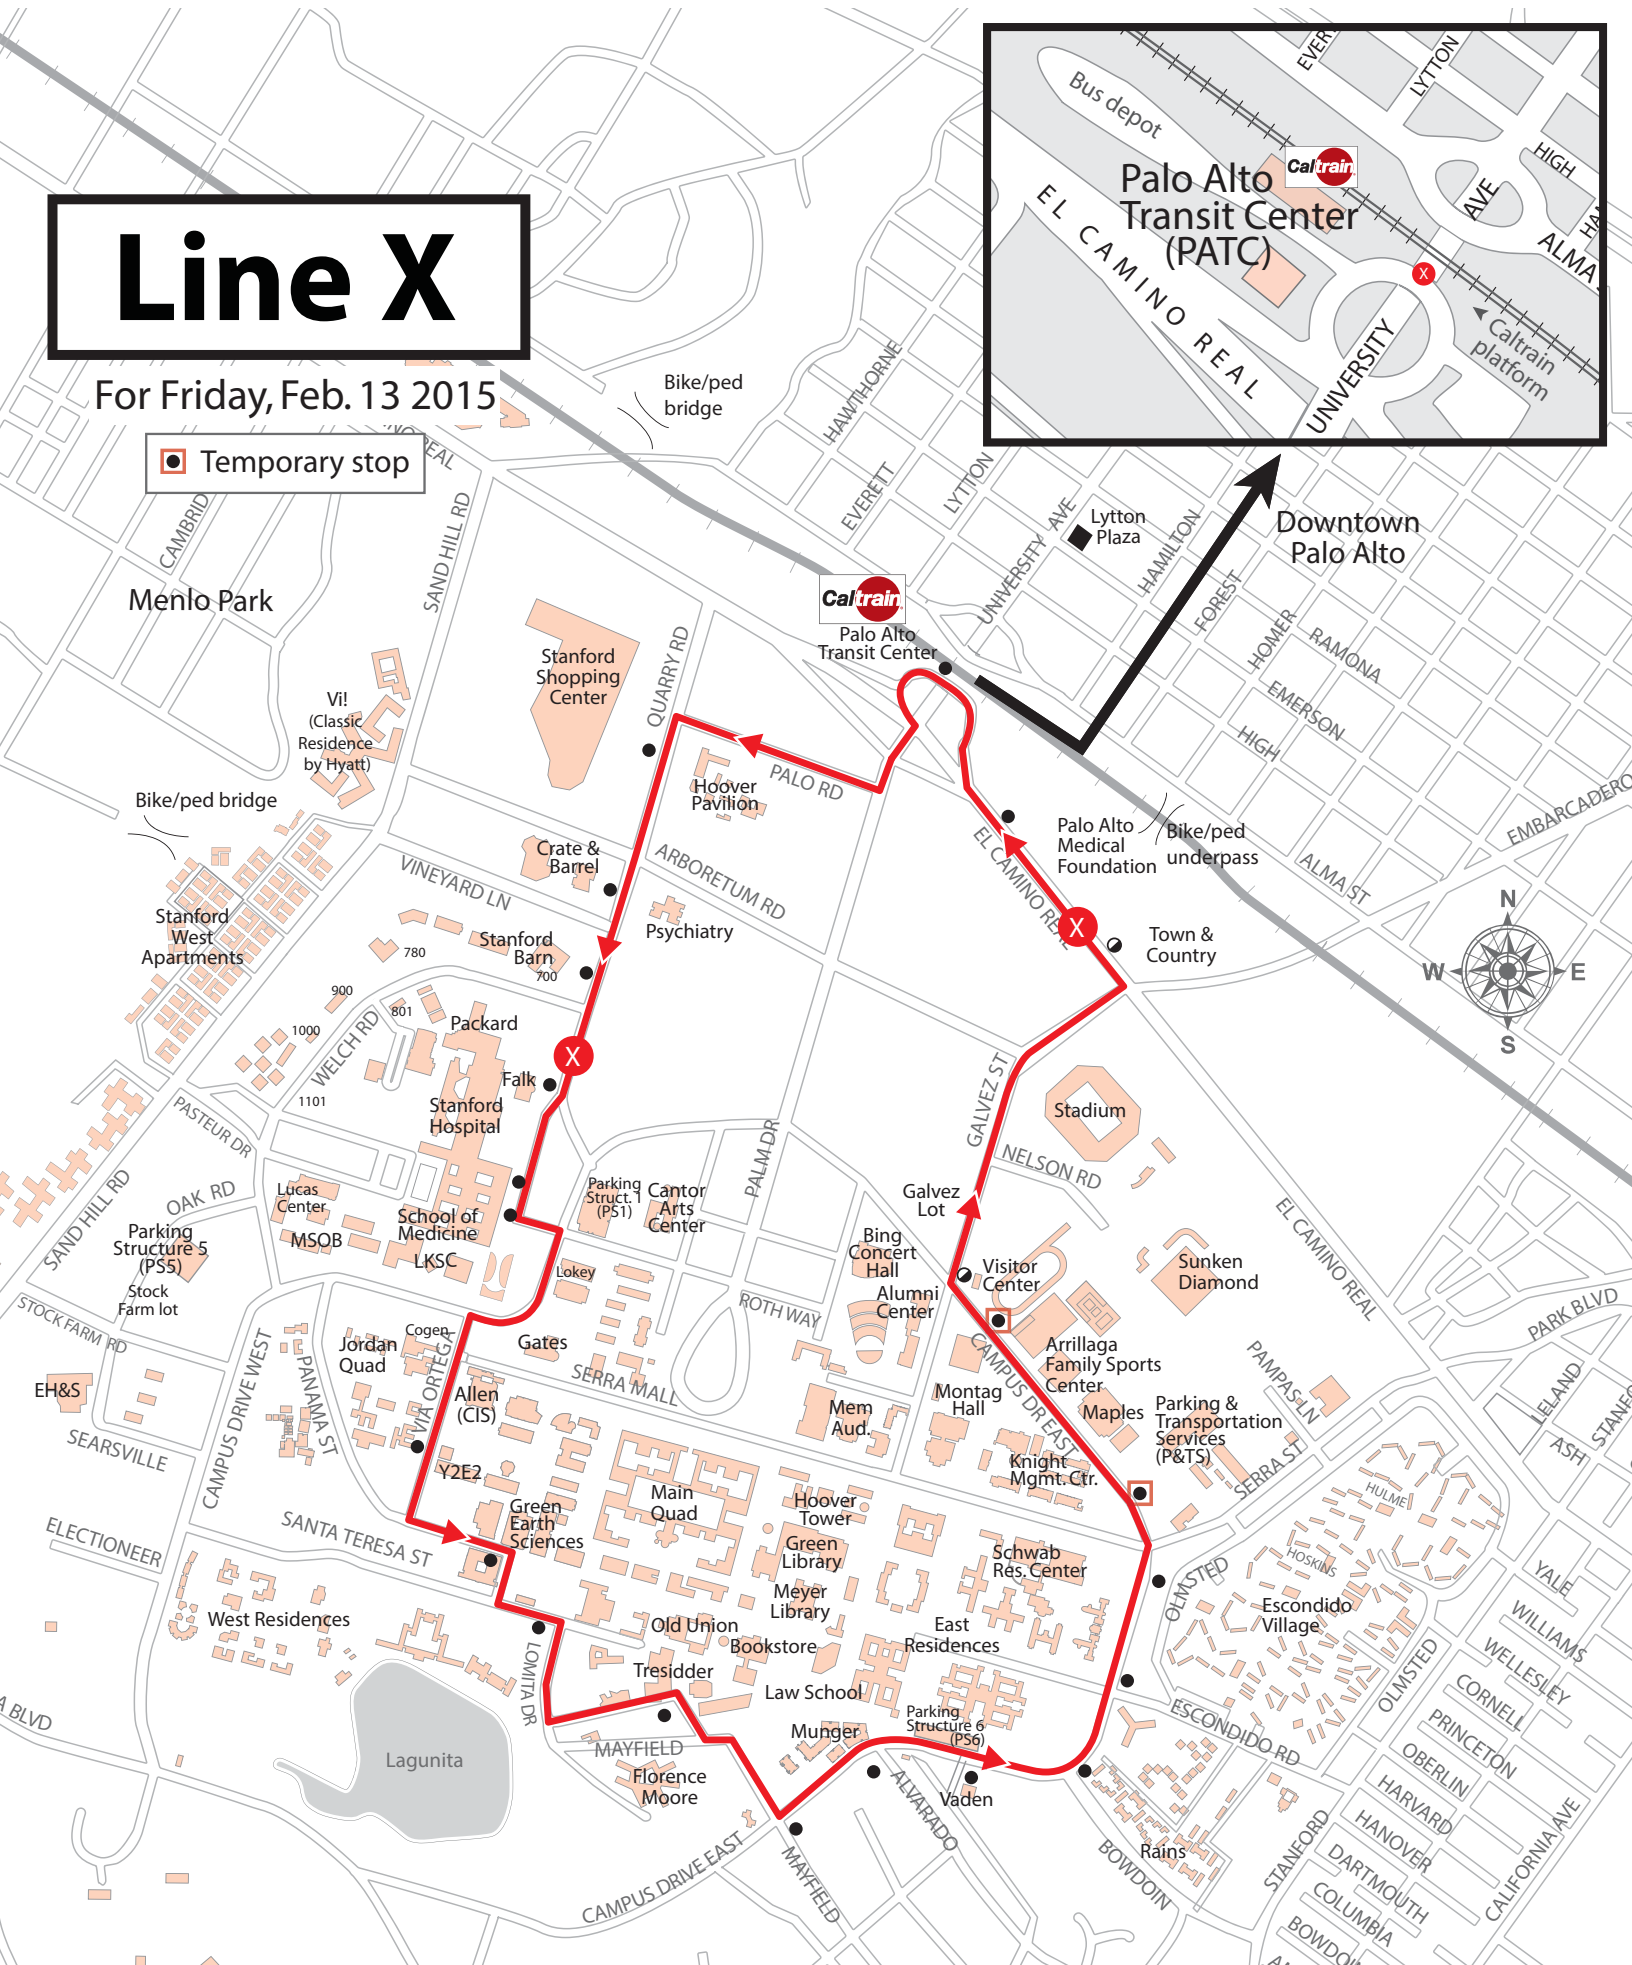 Line X
For Friday, Feb. 13 2015
Temporary stop
Bus depot
Palo Alto
Transit Center
(PATC)
Caltrain
EL CAMINO REAL
UNIVERSITY
AVE
LYTTON
HIGH
ALMA
Caltrain
platform
X
Bike/ped
bridge
HAWTHORNE
EVERETT
LYTTON
UNIVERSITY AVE
Lytton
Plaza
HAMILTON
FOREST
HOMER
RAMONA
EMERSON
HIGH
Downtown
Palo Alto
SAND HILL RD
Menlo Park
Caltrain
Palo Alto
Transit Center
Stanford
Shopping
Center
QUARRY RD
Vi!
(Classic
Residence
by Hyatt)
Hoover
Pavilion
PALO RD
Bike/ped bridge
Crate &
Barrel
VINEYARD LN
ARBORETUM RD
EL CAMINO REAL
Palo Alto
Medical
Foundation
Bike/ped
underpass
EMBARCADERO
ALMA ST
N
W
E
S
Stanford
West
Apartments
780
Stanford
Barn
700
Psychiatry
X
Town &
Country
900
801
1000
1101
WELCH RD
Packard
X
Falk
Stanford
Hospital
PASTEUR DR
GALVEZ ST
Stadium
NELSON RD
SAND HILL RD
OAK RD
Lucas
Center
Parking
Structure 5
(PS5)
MSOB
School of
Medicine
LKSC
Parking
Struct. 1
(PS1)
Cantor
Arts
Center
PALM DR
Galvez
Lot
Bing
Concert
Hall
Visitor
Center
Sunken
Diamond
EL CAMINO REAL
Stock
Farm lot
STOCK FARM RD
Lokey
Alumni
Center
ROTH WAY
PARK BLVD
Cogen
Jordan
Quad
VIA ORTEGA
Gates
SERRA MALL
Arrillaga
Family Sports
Center
CAMPUS DR EAST
PAMPAS LN
EH&S
CAMPUS DRIVE WEST
PANAMA ST
Allen
(CIS)
Mem
Aud.
Montag
Hall
Maples
Parking &
Transportation
Services
(P&TS)
LELAND
ASH
SEARSVILLE
Y2E2
Knight
Mgmt. Ctr.
SERRA ST
HULME
ELECTIONEER
SANTA TERESA ST
Green
Earth
Sciences
Main
Quad
Hoover
Tower
Green
Library
Schwab
Res. Center
HOSKINS
OLMSTED
Meyer
Library
Escondido
Village
YALE
WILLIAMS
West Residences
LOMITA DR
Old Union
Bookstore
East
Residences
OLMSTED
WELLESLEY
Tresidder
Law School
CORNELL
PRINCETON
Parking
Structure 6
(PS6)
Munger
ESCONDIDO RD
OBERLIN
HARVARD
Lagunita
MAYFIELD
Florence
Moore
ALVARADO
Vaden
HANOVER
CALIFORNIA AVE
Rains
STANFORD
DARTMOUTH
CAMPUS DRIVE EAST
MAYFIELD
BOWDOIN
COLUMBIA